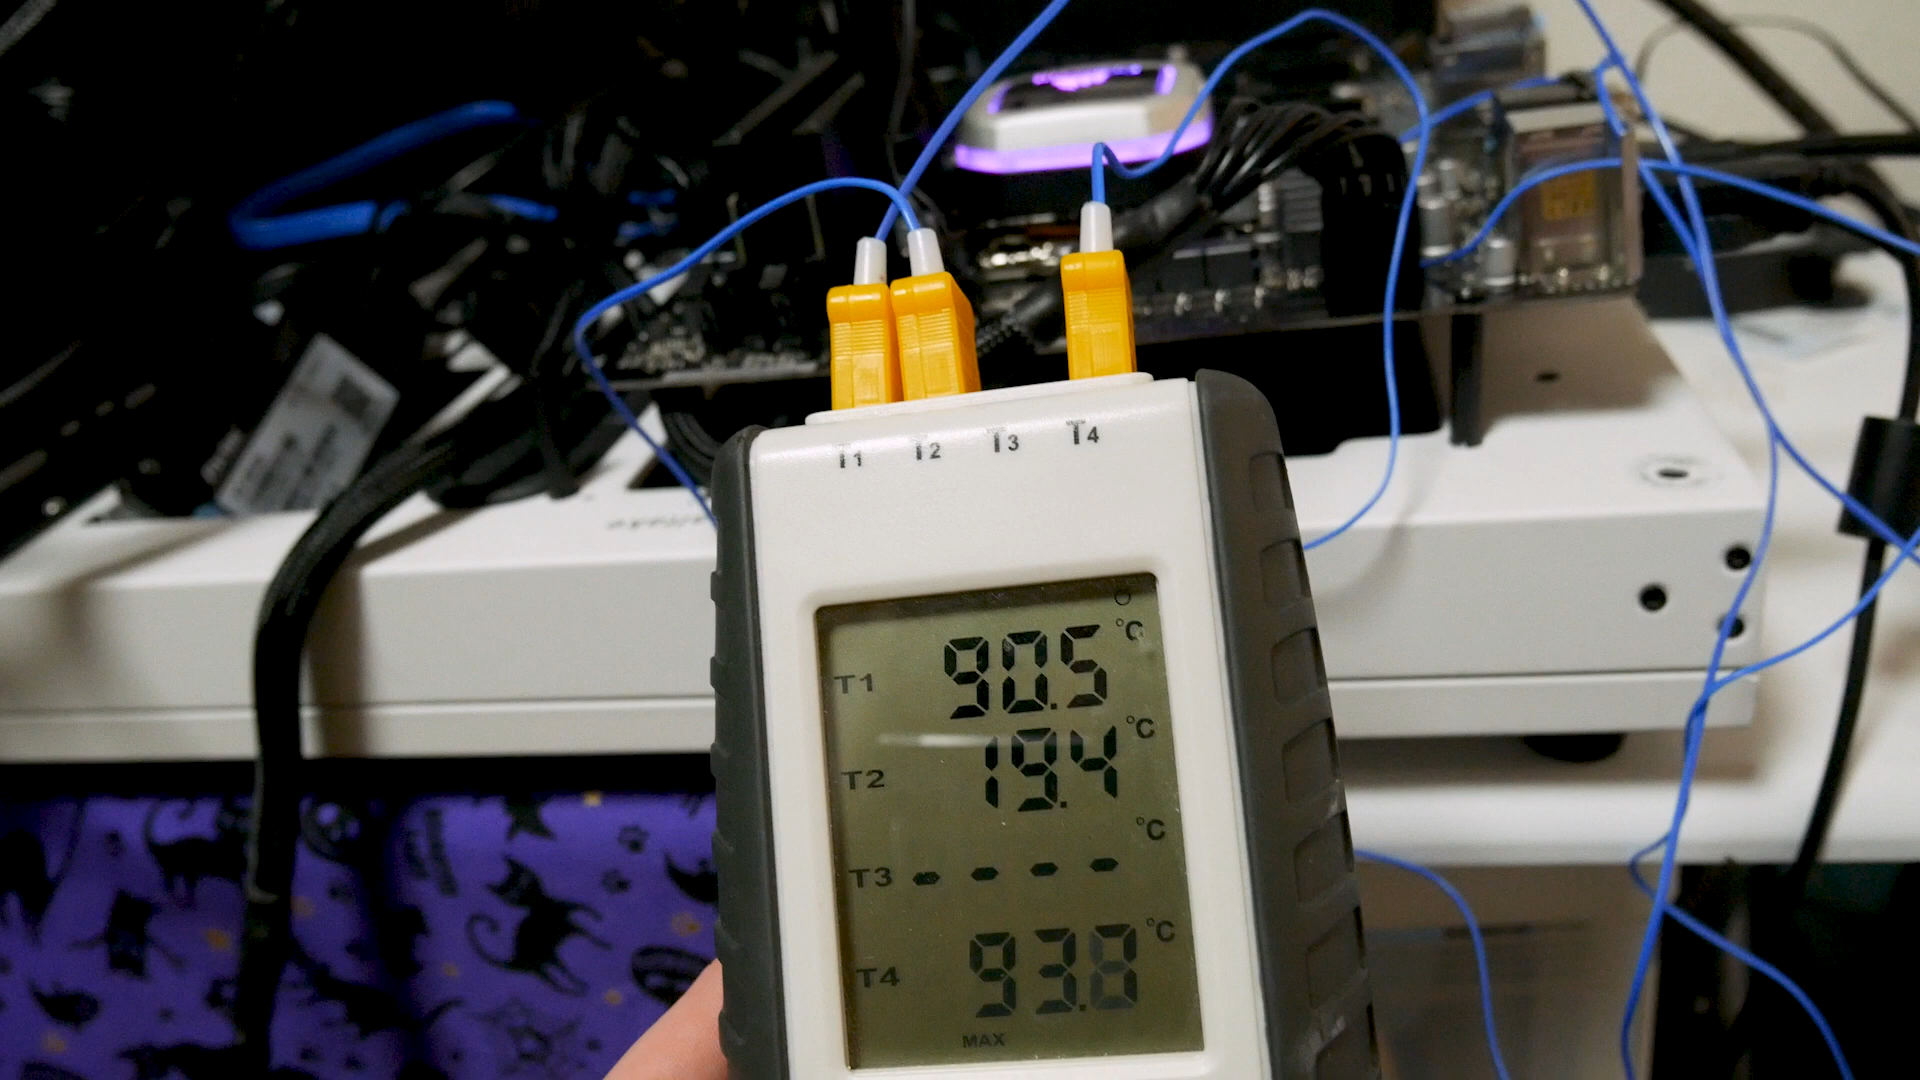 T1 T2 T3 T4
°C
T1 90.5
°C
T2 19.4
°C
T3 - - - -
°C
T4 93.8
MAX